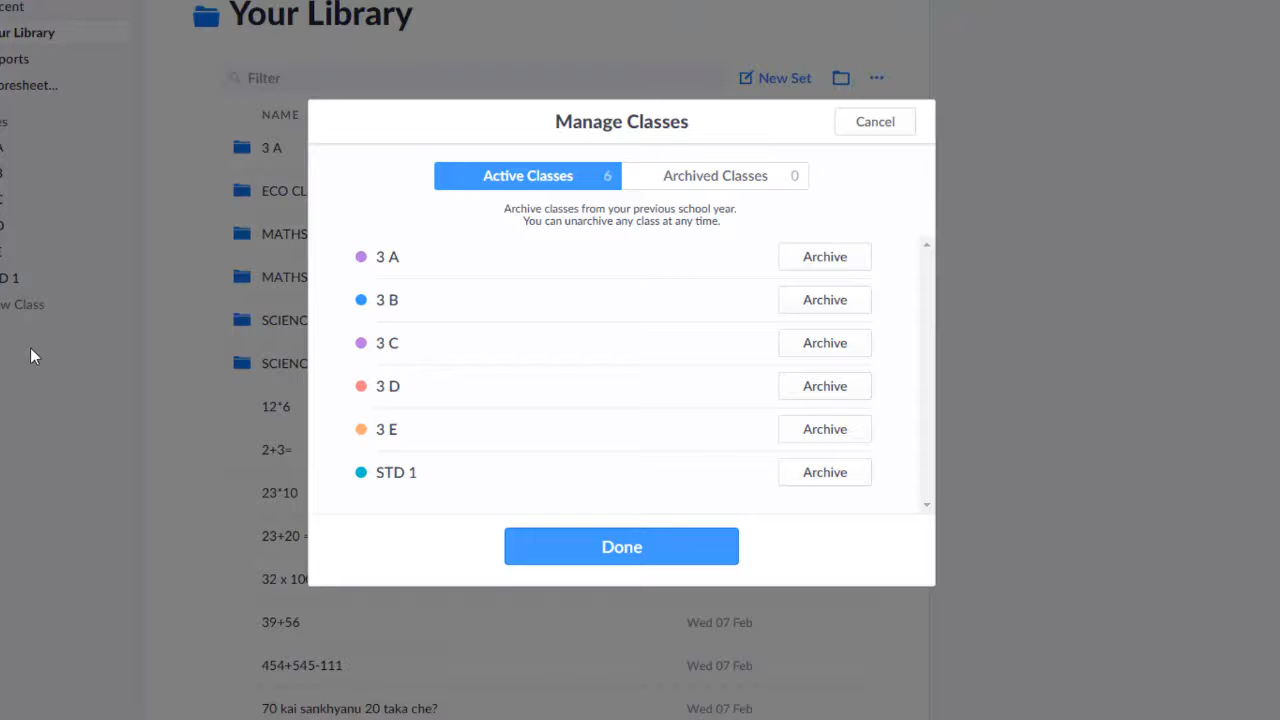 cent
Your Library
ur Library
ports
oresheet...
es
A
B
C
D
E
D 1
w Class
Filter
New Set
NAME
3 A
ECO CL
MATHS
MATHS
SCIENC
SCIENC
12*6
2+3=
23*10
23+20 =
32 x 100
39+56
Wed 07 Feb
454+545-111
Wed 07 Feb
70 kai sankhyanu 20 taka che?
Wed 07 Feb
Manage Classes
Cancel
Active Classes 6
Archived Classes 0
Archive classes from your previous school year.
You can unarchive any class at any time.
3 A
Archive
3 B
Archive
3 C
Archive
3 D
Archive
3 E
Archive
STD 1
Archive
Done